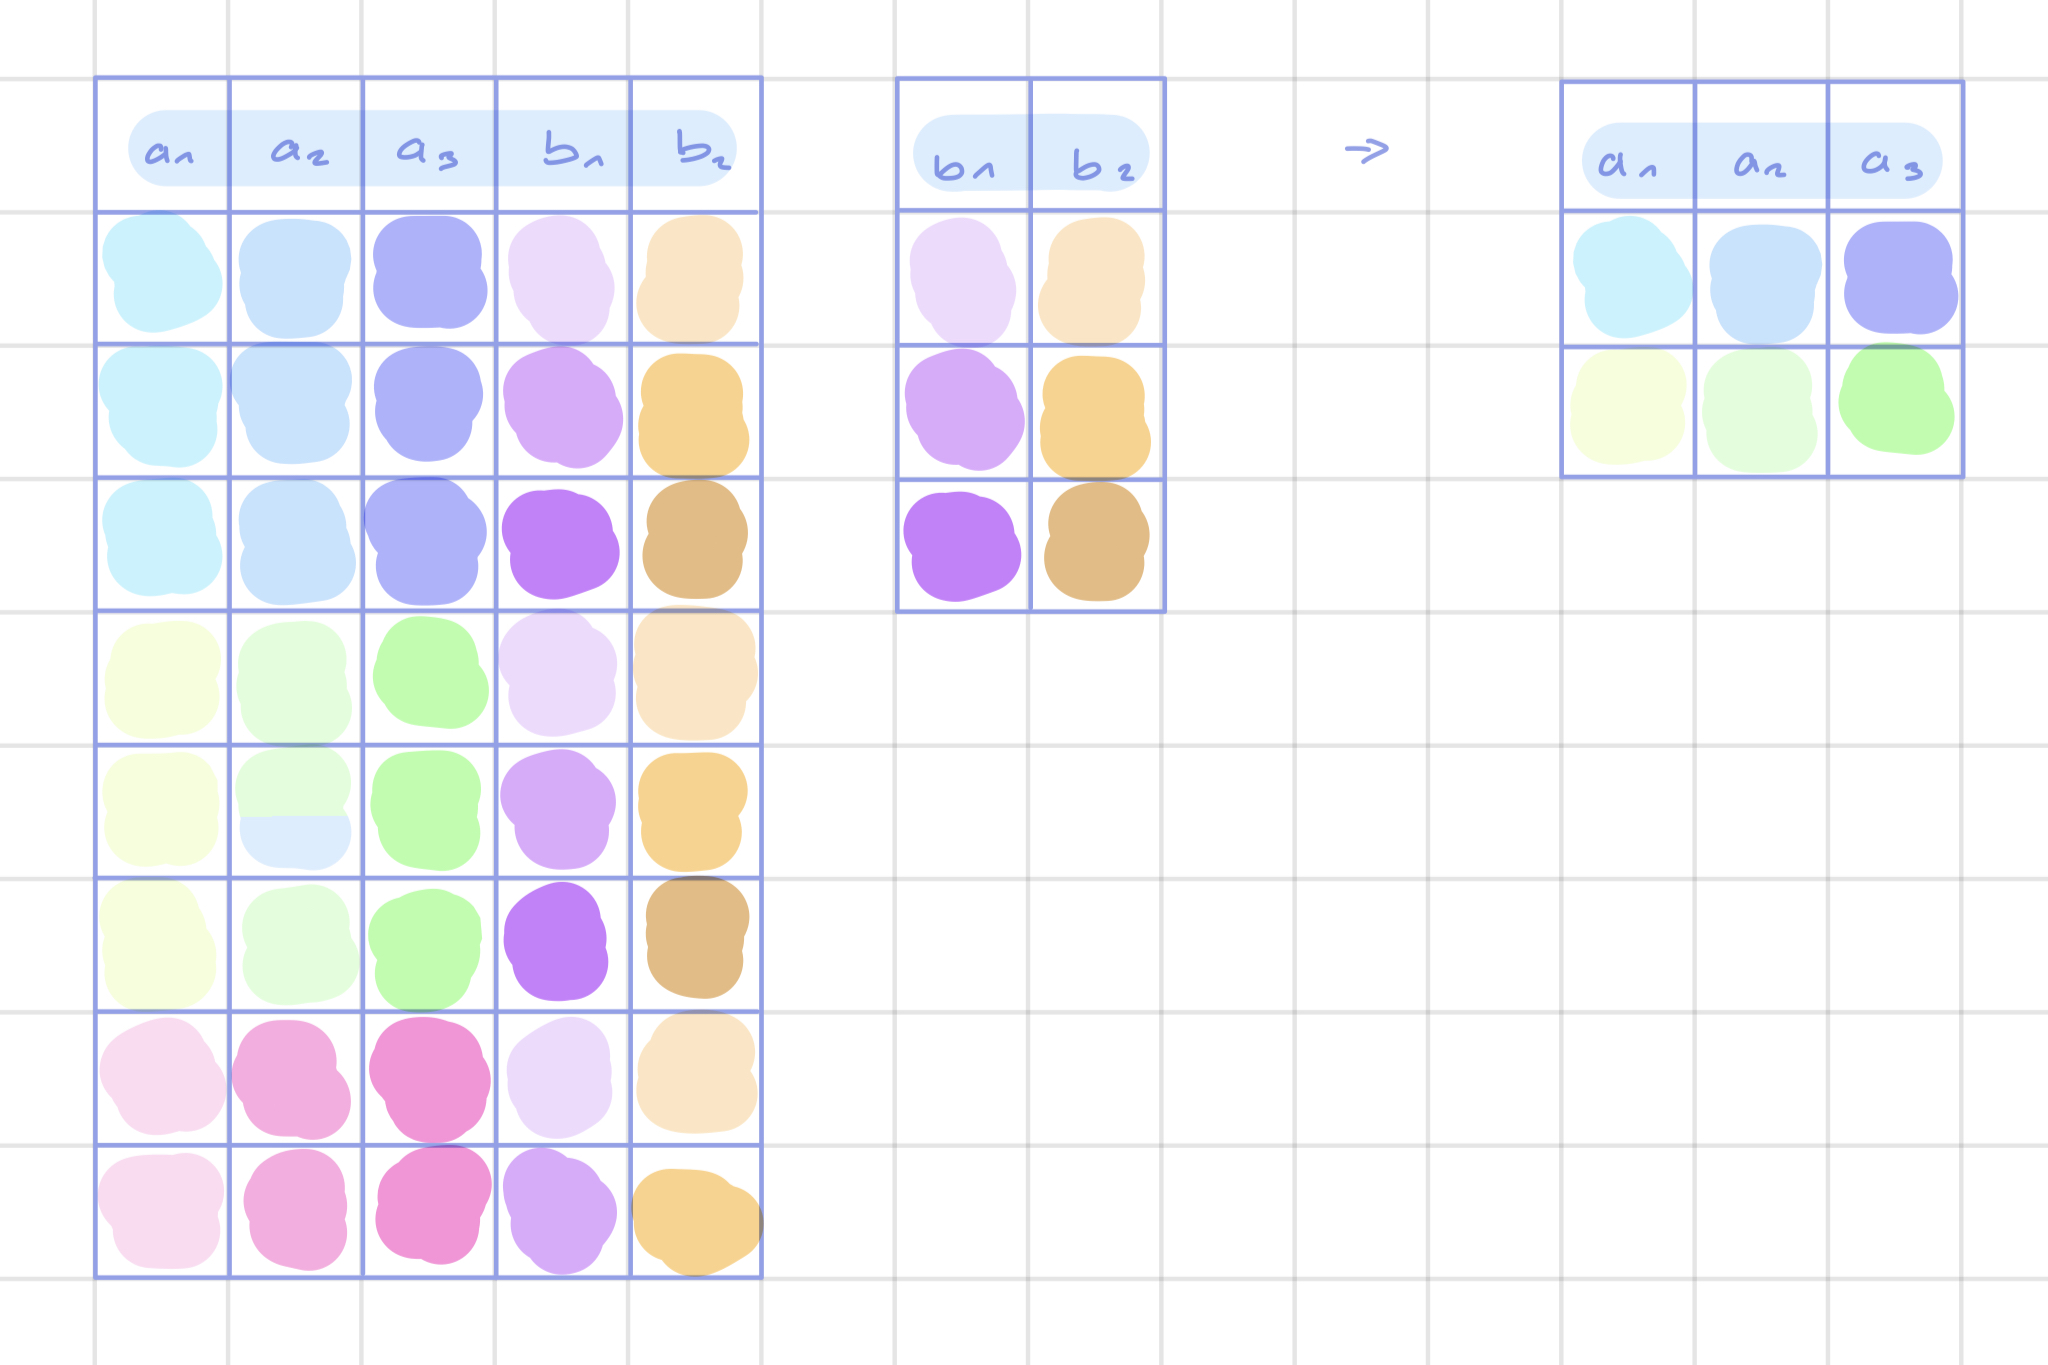 a₁ a₂ a₃ b₁ b₂ b₁ b₂ → a₁ a₂ a₃